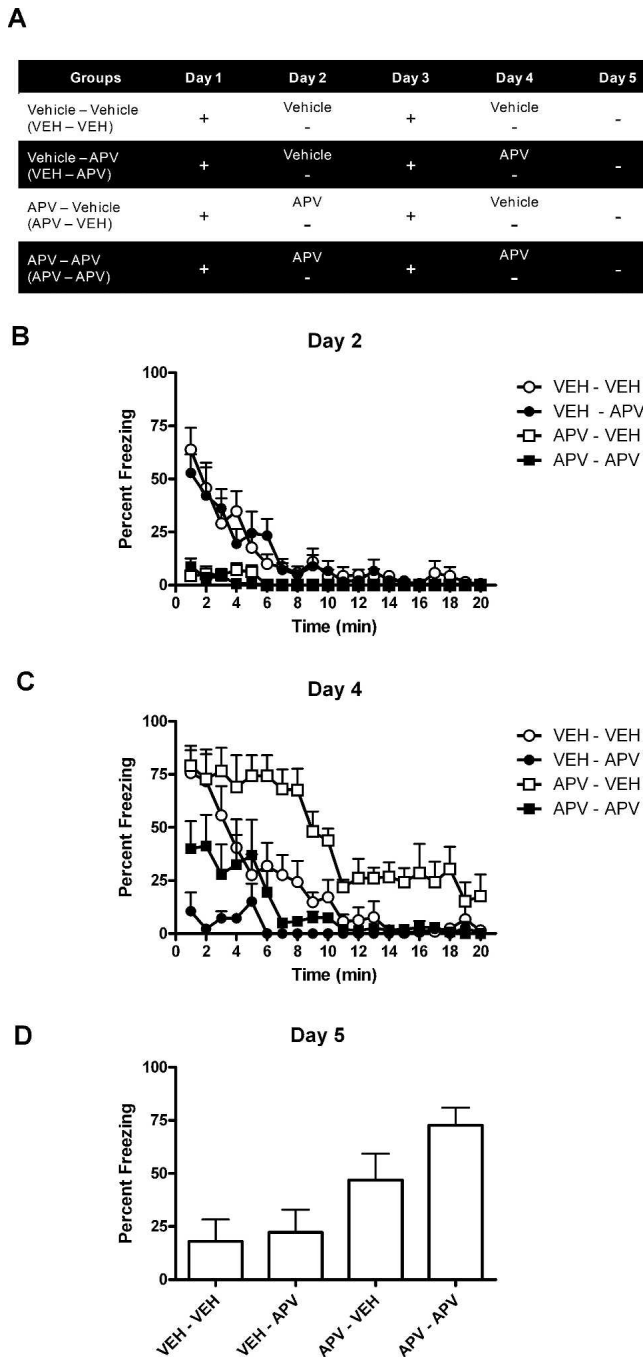 A
Groups Day 1 Day 2 Day 3 Day 4 Day 5
Vehicle – Vehicle
(VEH – VEH) + Vehicle - + Vehicle - -
Vehicle – APV
(VEH – APV) + Vehicle - + APV - -
APV – Vehicle
(APV – VEH) + APV - + Vehicle - -
APV – APV
(APV – APV) + APV - + APV - -
B
Day 2
Percent Freezing
100
75
50
25
0
0 2 4 6 8 10 12 14 16 18 20
Time (min)
VEH - VEH
VEH - APV
APV - VEH
APV - APV
C
Day 4
Percent Freezing
100
75
50
25
0
0 2 4 6 8 10 12 14 16 18 20
Time (min)
VEH - VEH
VEH - APV
APV - VEH
APV - APV
D
Day 5
Percent Freezing
100
75
50
25
0
VEH - VEH
VEH - APV
APV - VEH
APV - APV